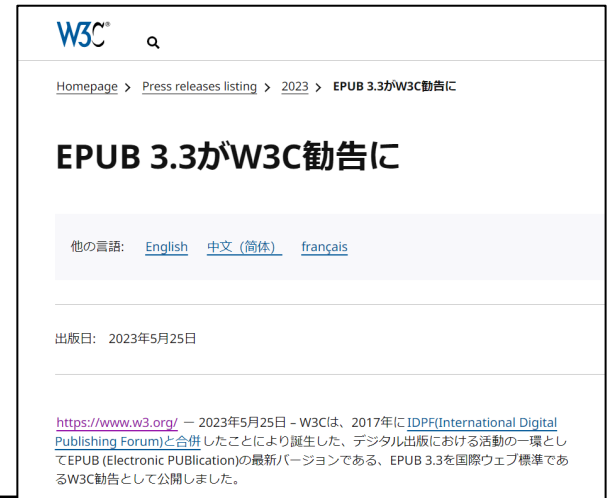 W3C®
Homepage > Press releases listing > 2023 > EPUB 3.3がW3C勧告に
EPUB 3.3がW3C勧告に
他の言語: English 中文（简体） français
出版日: 2023年5月25日
https://www.w3.org/ — 2023年5月25日 – W3Cは、2017年にIDPF(International Digital
Publishing Forum)と合併したことにより誕生した、デジタル出版における活動の一環とし
てEPUB (Electronic PUBlication)の最新バージョンである、EPUB 3.3を国際ウェブ標準であ
るW3C勧告として公開しました。